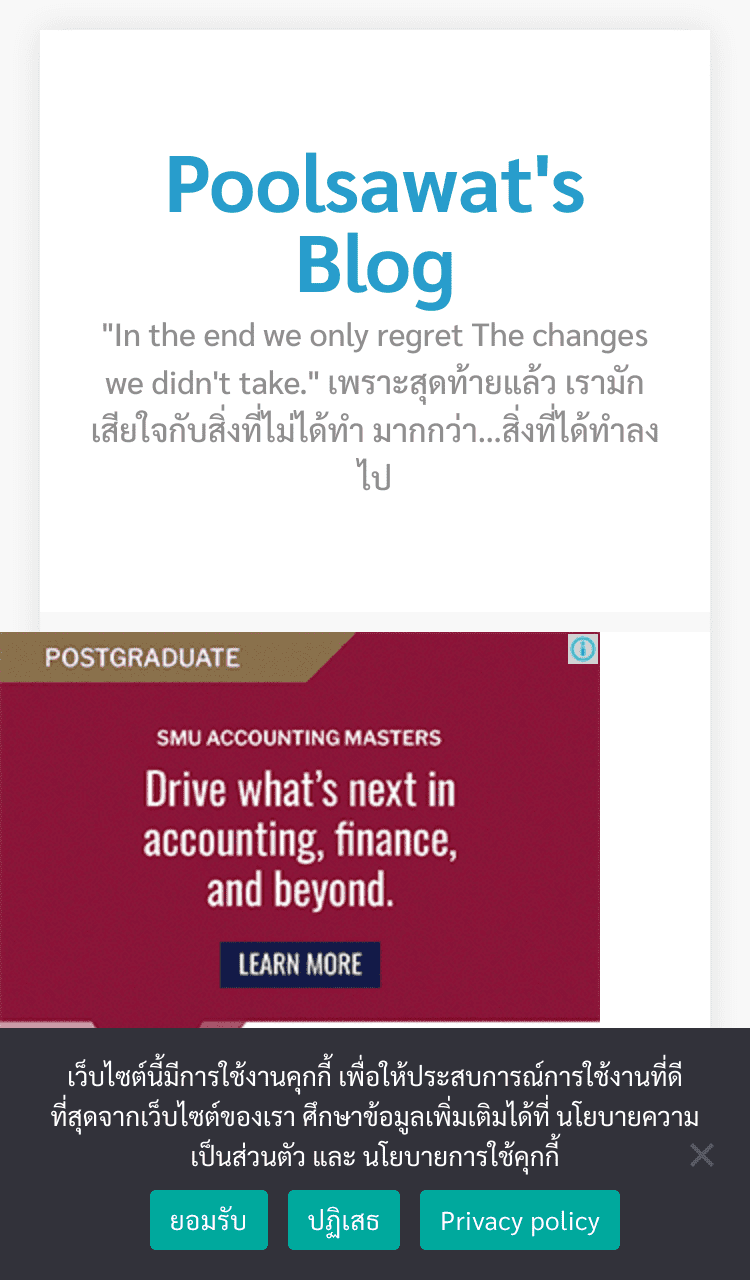 Poolsawat's
Blog
"In the end we only regret The changes
we didn't take." เพราะสุดท้ายแล้ว เรามัก
เสียใจกับสิ่งที่ไม่ได้ทำ มากกว่า...สิ่งที่ได้ทำลง
ไป
POSTGRADUATE
SMU ACCOUNTING MASTERS
Drive what's next in
accounting, finance,
and beyond.
LEARN MORE
เว็บไซต์นี้มีการใช้งานคุกกี้ เพื่อให้ประสบการณ์การใช้งานที่ดี
ที่สุดจากเว็บไซต์ของเรา ศึกษาข้อมูลเพิ่มเติมได้ที่ นโยบายความ
เป็นส่วนตัว และ นโยบายการใช้คุกกี้
ยอมรับ ปฏิเสธ Privacy policy